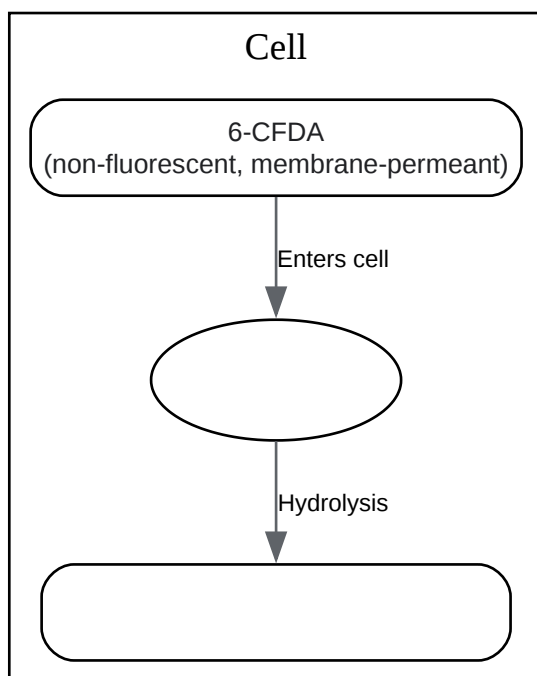 Cell
6-CFDA
(non-fluorescent, membrane-permeant)
Enters cell
Hydrolysis